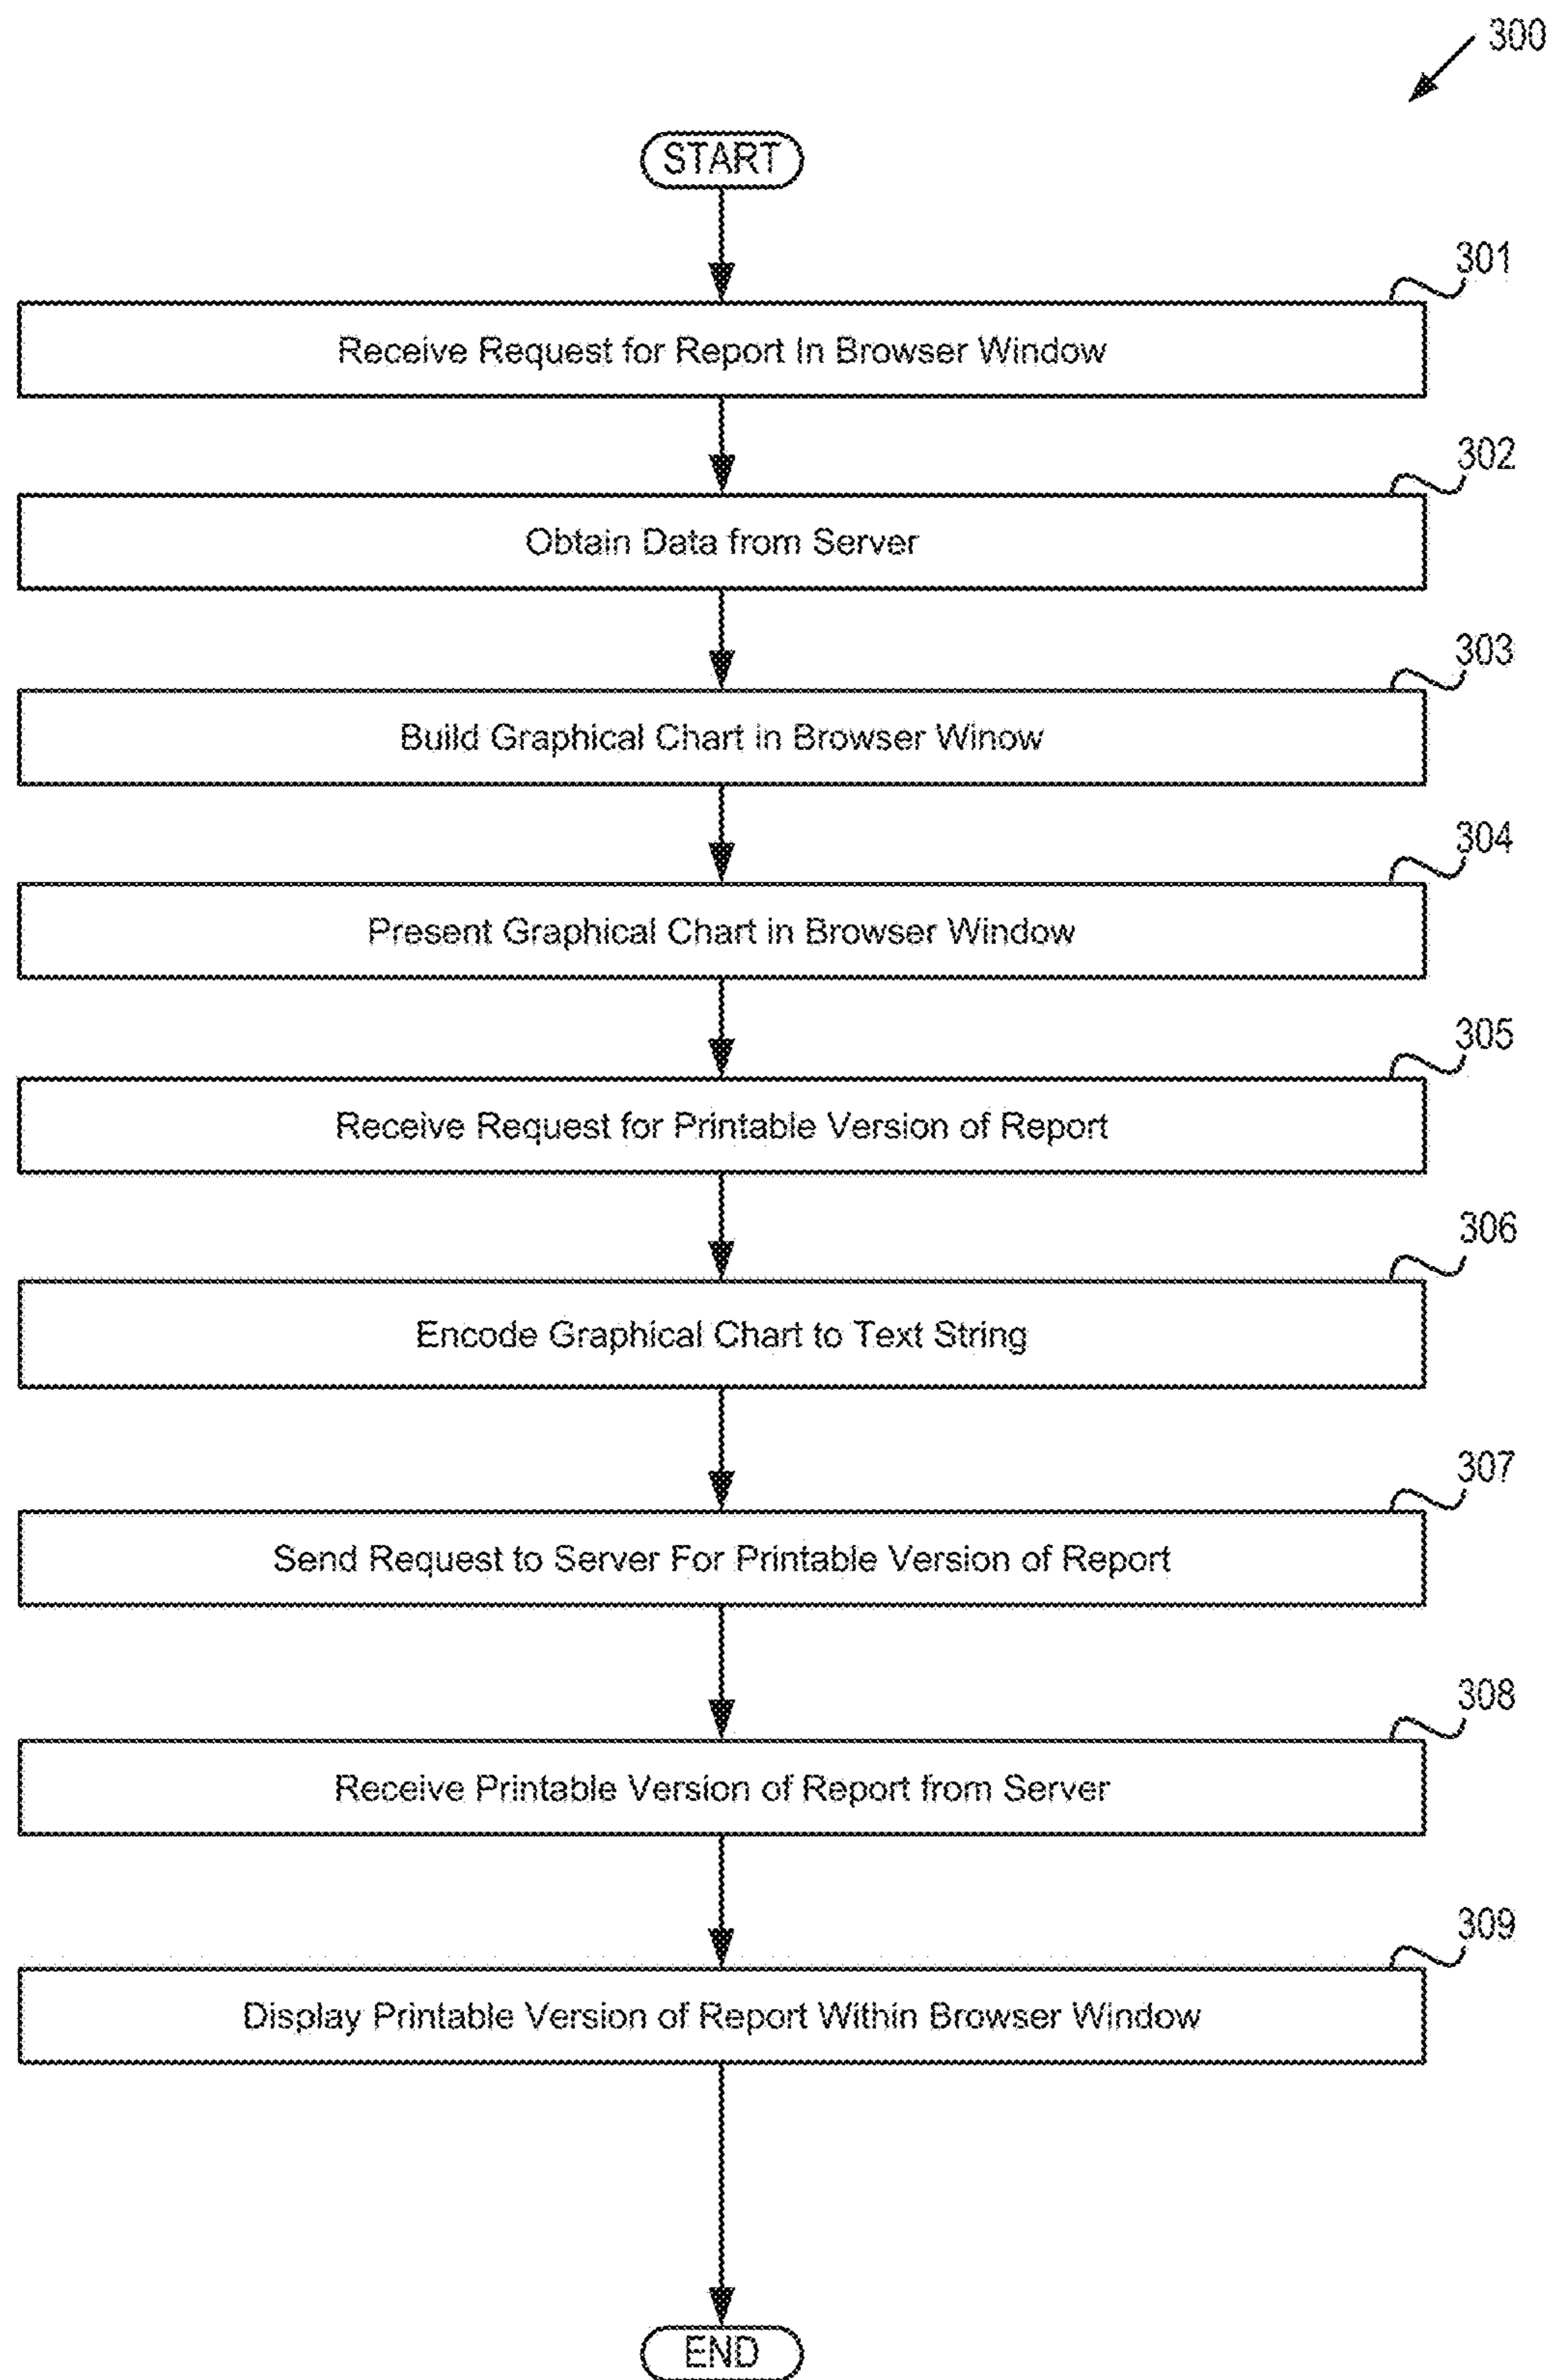 300
START
301
Receive Request for Report In Browser Window
302
Obtain Data from Server
303
Build Graphical Chart in Browser Winow
304
Present Graphical Chart in Browser Window
305
Receive Request for Printable Version of Report
306
Encode Graphical Chart to Text String
307
Send Request to Server For Printable Version of Report
308
Receive Printable Version of Report from Server
309
Display Printable Version of Report Within Browser Window
END